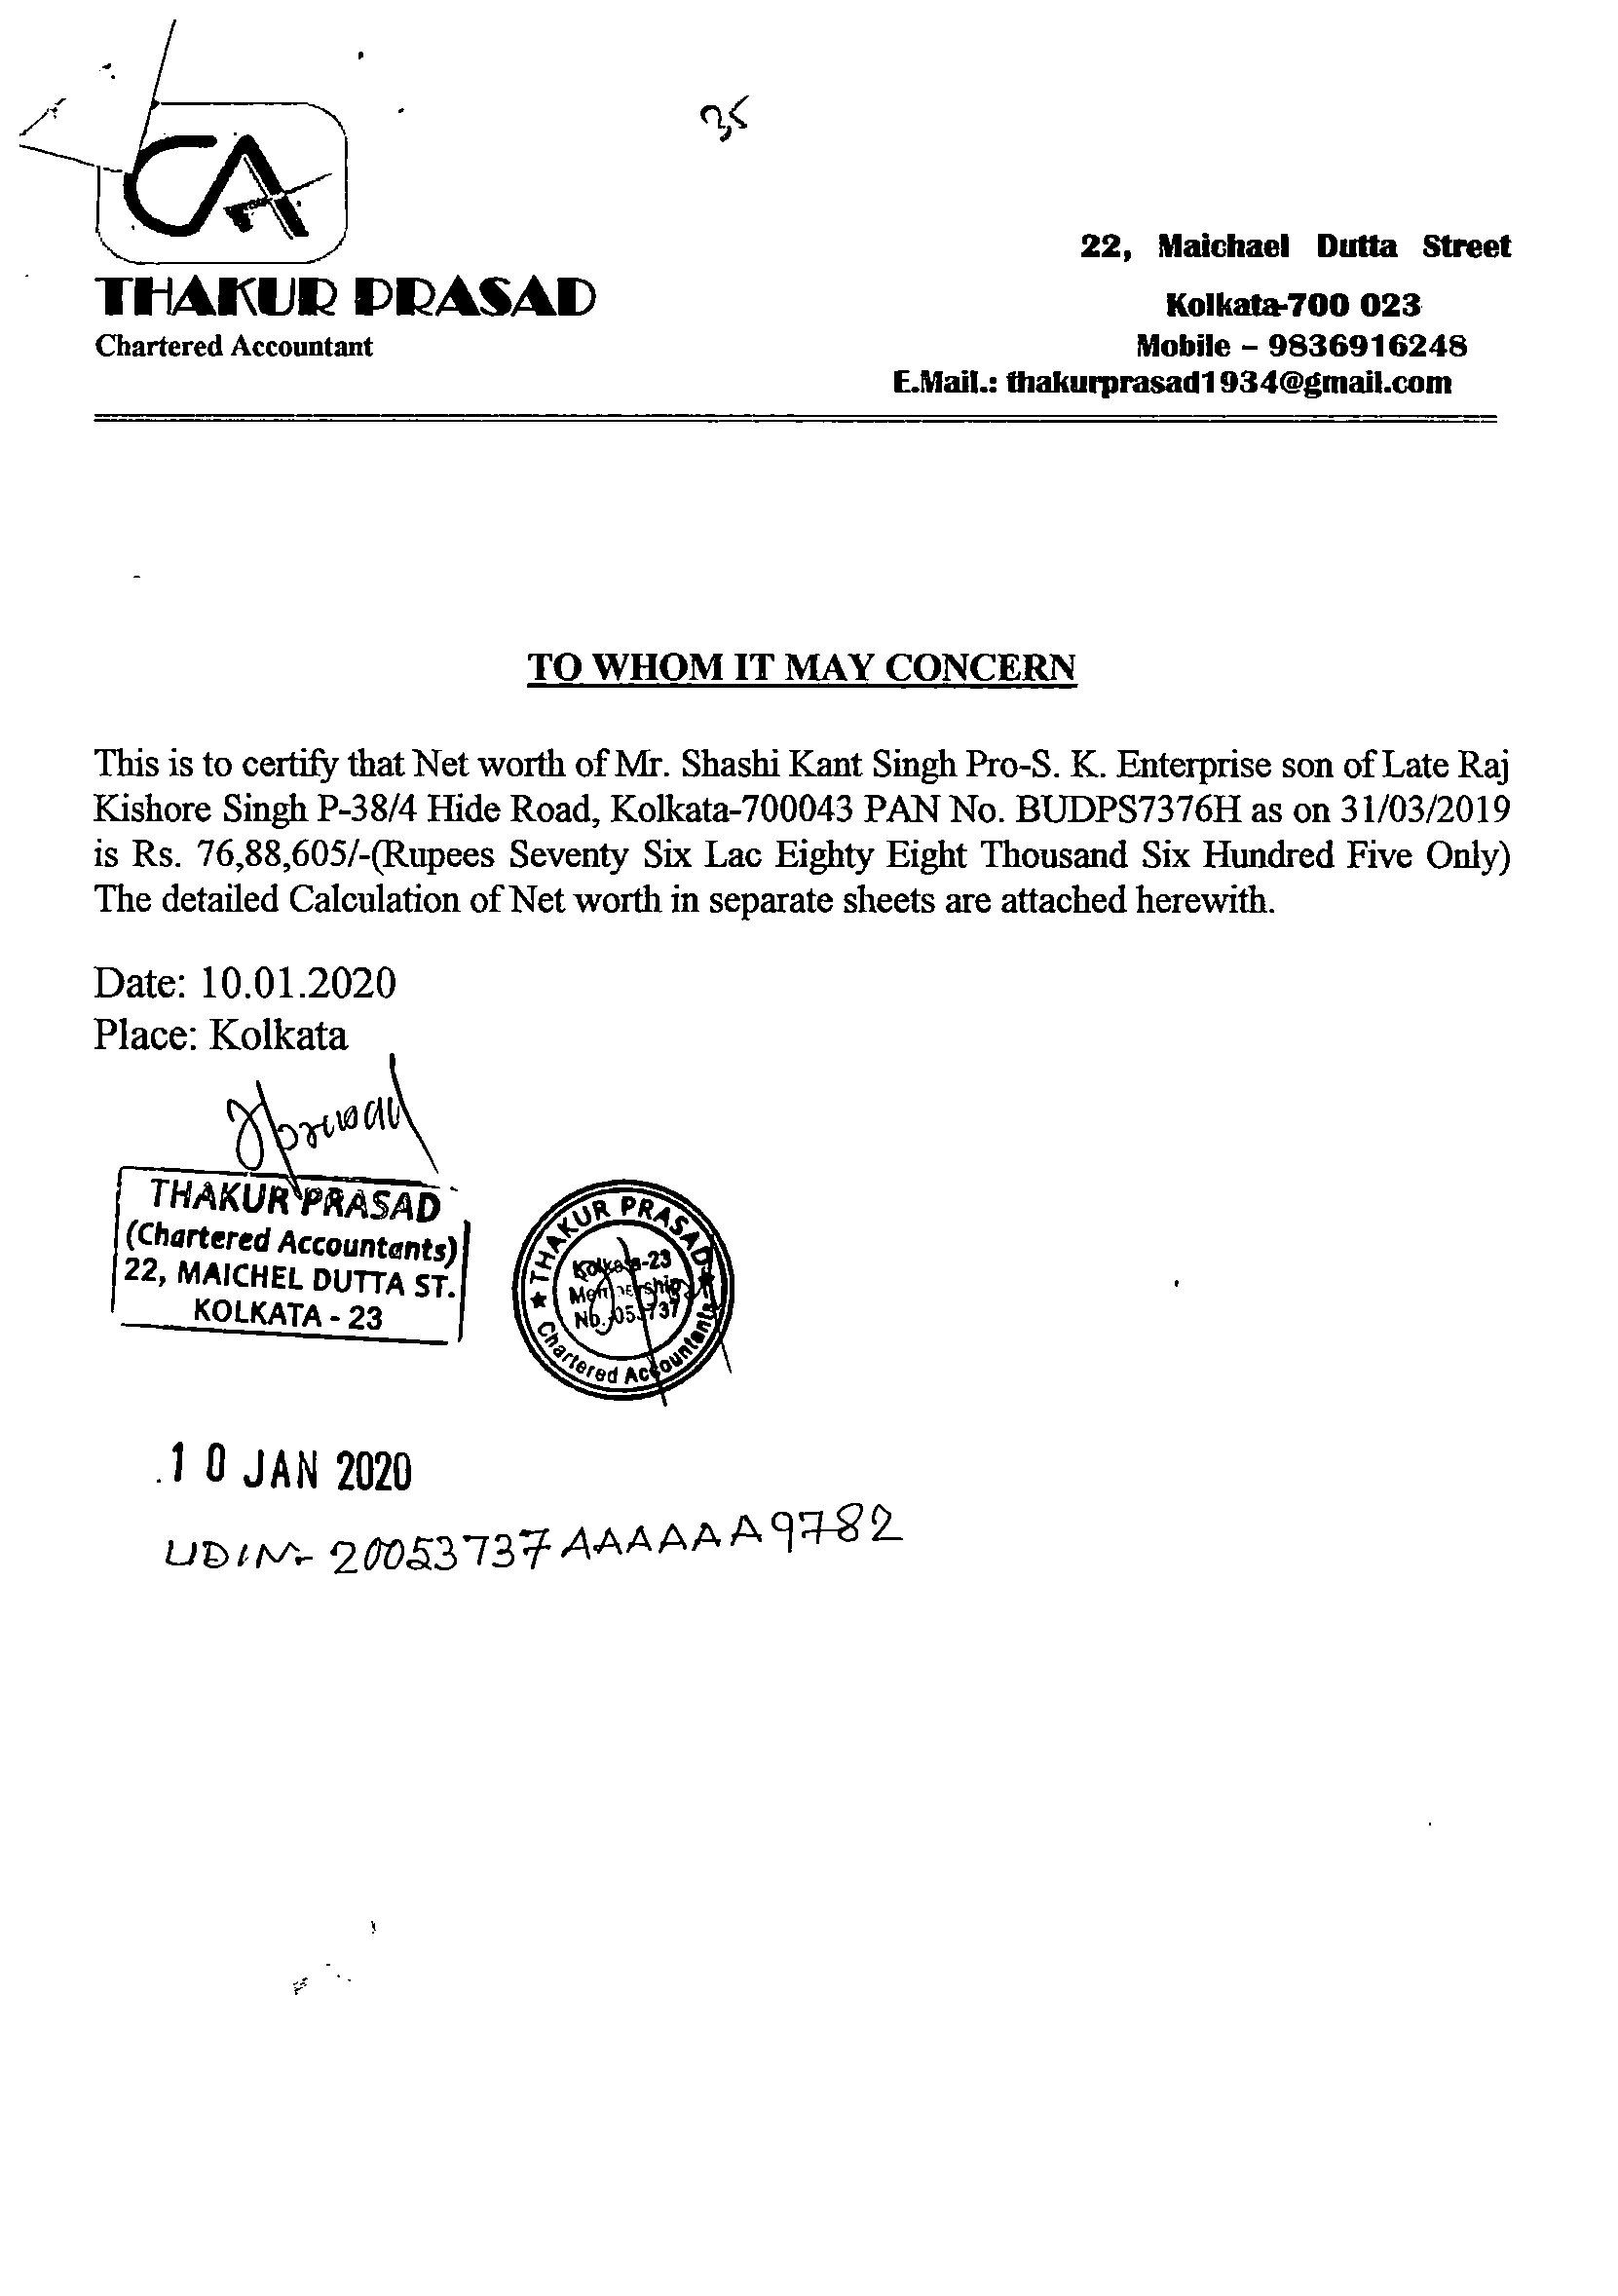 35
CA
22, Maichael Dutta Street
THAKUR PRASAD
Kolkata-700 023
Chartered Accountant
Mobile – 9836916248
E.Mail.: thakurprasad1934@gmail.com
TO WHOM IT MAY CONCERN
This is to certify that Net worth of Mr. Shashi Kant Singh Pro-S. K. Enterprise son of Late Raj
Kishore Singh P-38/4 Hide Road, Kolkata-700043 PAN No. BUDPS7376H as on 31/03/2019
is Rs. 76,88,605/-(Rupees Seventy Six Lac Eighty Eight Thousand Six Hundred Five Only)
The detailed Calculation of Net worth in separate sheets are attached herewith.
Date: 10.01.2020
Place: Kolkata
THAKUR PRASAD
(Chartered Accountants)
22, MAICHEL DUTTA ST.
KOLKATA - 23
★ THAKUR PRASAD ★
Kolkata-23
Membership
No. 053737
Chartered Accountants
10 JAN 2020
UDIN- 20053737AAAAAA9782